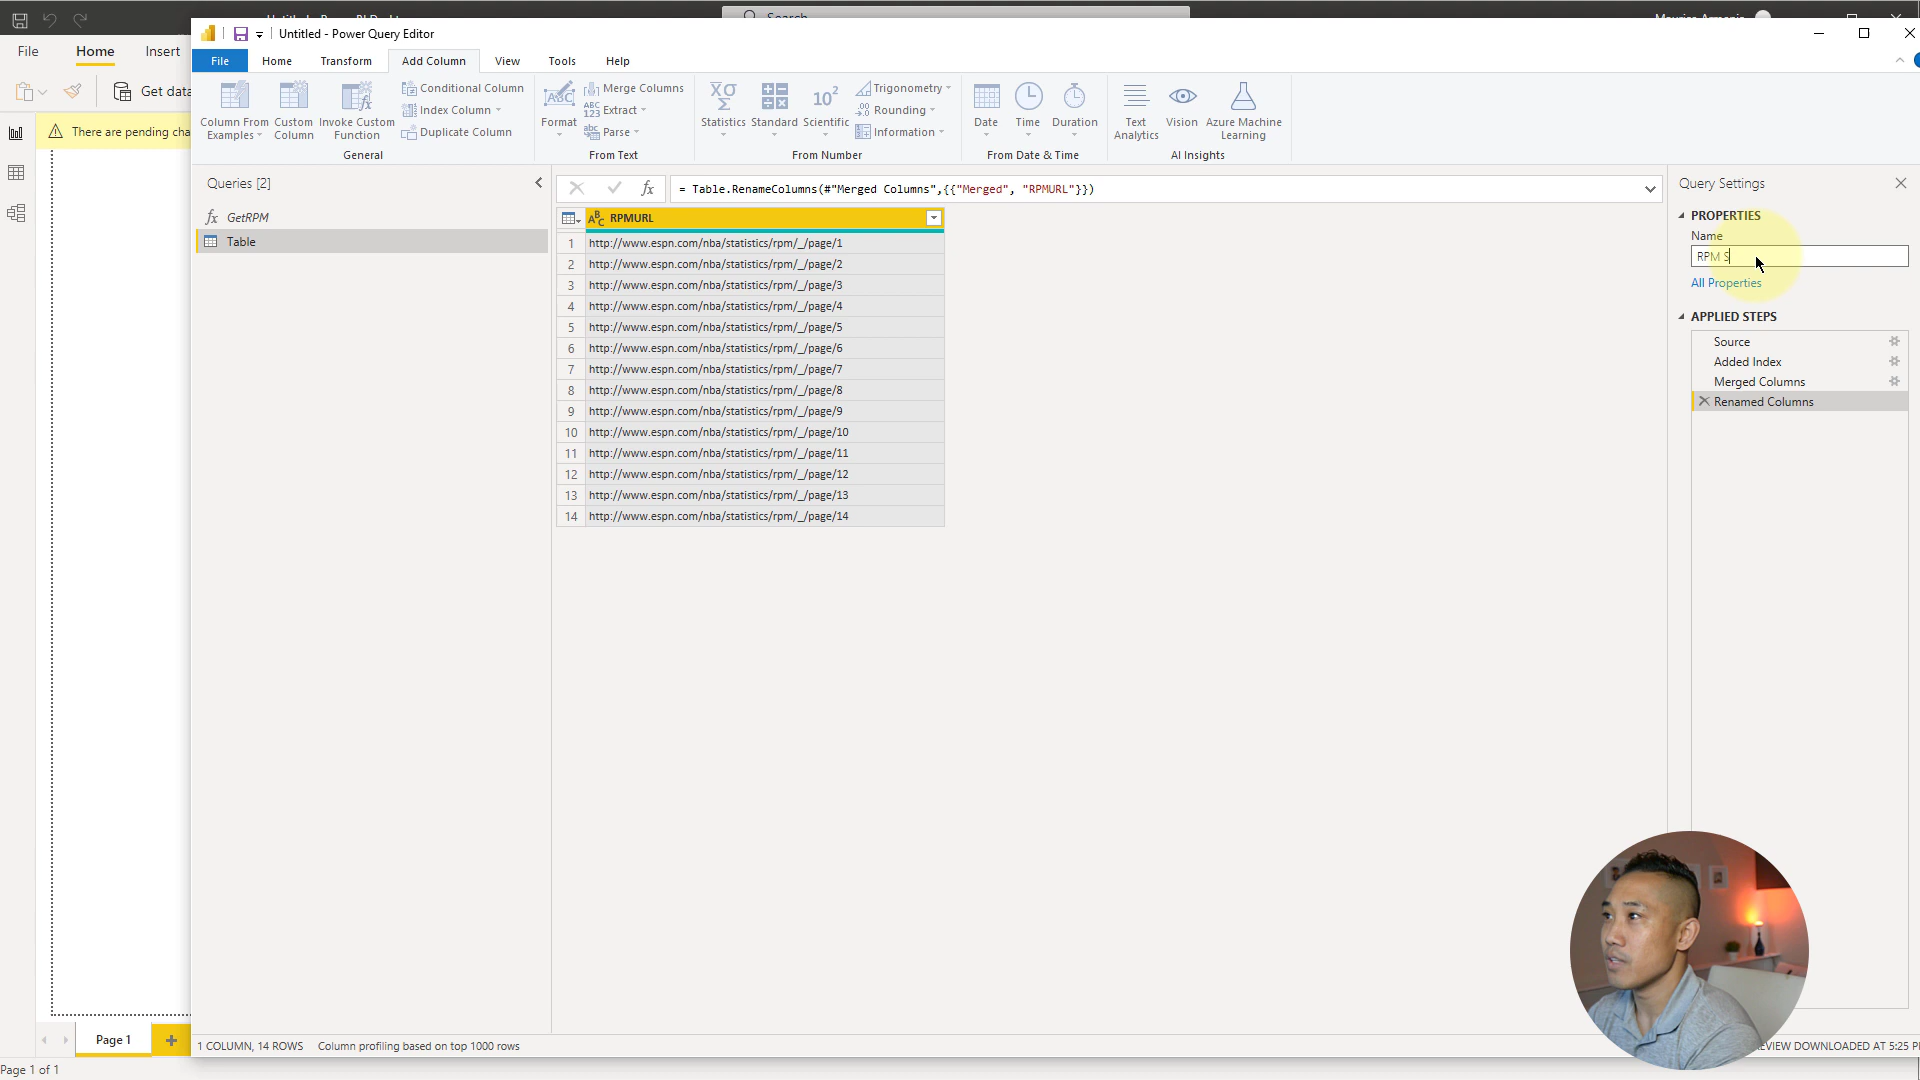 Untitled - Power Query Editor
File Home Insert
File Home Transform Add Column View Tools Help
Get data
Column From Examples
Custom Column
Invoke Custom Function
Conditional Column
Index Column
Duplicate Column
General
Format
Merge Columns
Extract
Parse
From Text
Statistics
Standard
Scientific
Trigonometry
Rounding
Information
From Number
Date
Time
Duration
From Date & Time
Text Analytics
Vision
Azure Machine Learning
AI Insights
There are pending cha
Queries [2]
GetRPM
Table
= Table.RenameColumns(#"Merged Columns",{{"Merged", "RPMURL"}})
RPMURL
1 http://www.espn.com/nba/statistics/rpm/_/page/1
2 http://www.espn.com/nba/statistics/rpm/_/page/2
3 http://www.espn.com/nba/statistics/rpm/_/page/3
4 http://www.espn.com/nba/statistics/rpm/_/page/4
5 http://www.espn.com/nba/statistics/rpm/_/page/5
6 http://www.espn.com/nba/statistics/rpm/_/page/6
7 http://www.espn.com/nba/statistics/rpm/_/page/7
8 http://www.espn.com/nba/statistics/rpm/_/page/8
9 http://www.espn.com/nba/statistics/rpm/_/page/9
10 http://www.espn.com/nba/statistics/rpm/_/page/10
11 http://www.espn.com/nba/statistics/rpm/_/page/11
12 http://www.espn.com/nba/statistics/rpm/_/page/12
13 http://www.espn.com/nba/statistics/rpm/_/page/13
14 http://www.espn.com/nba/statistics/rpm/_/page/14
Query Settings
PROPERTIES
Name
RPM S
All Properties
APPLIED STEPS
Source
Added Index
Merged Columns
Renamed Columns
Page 1
1 COLUMN, 14 ROWS Column profiling based on top 1000 rows
EVIEW DOWNLOADED AT 5:25 P
Page 1 of 1